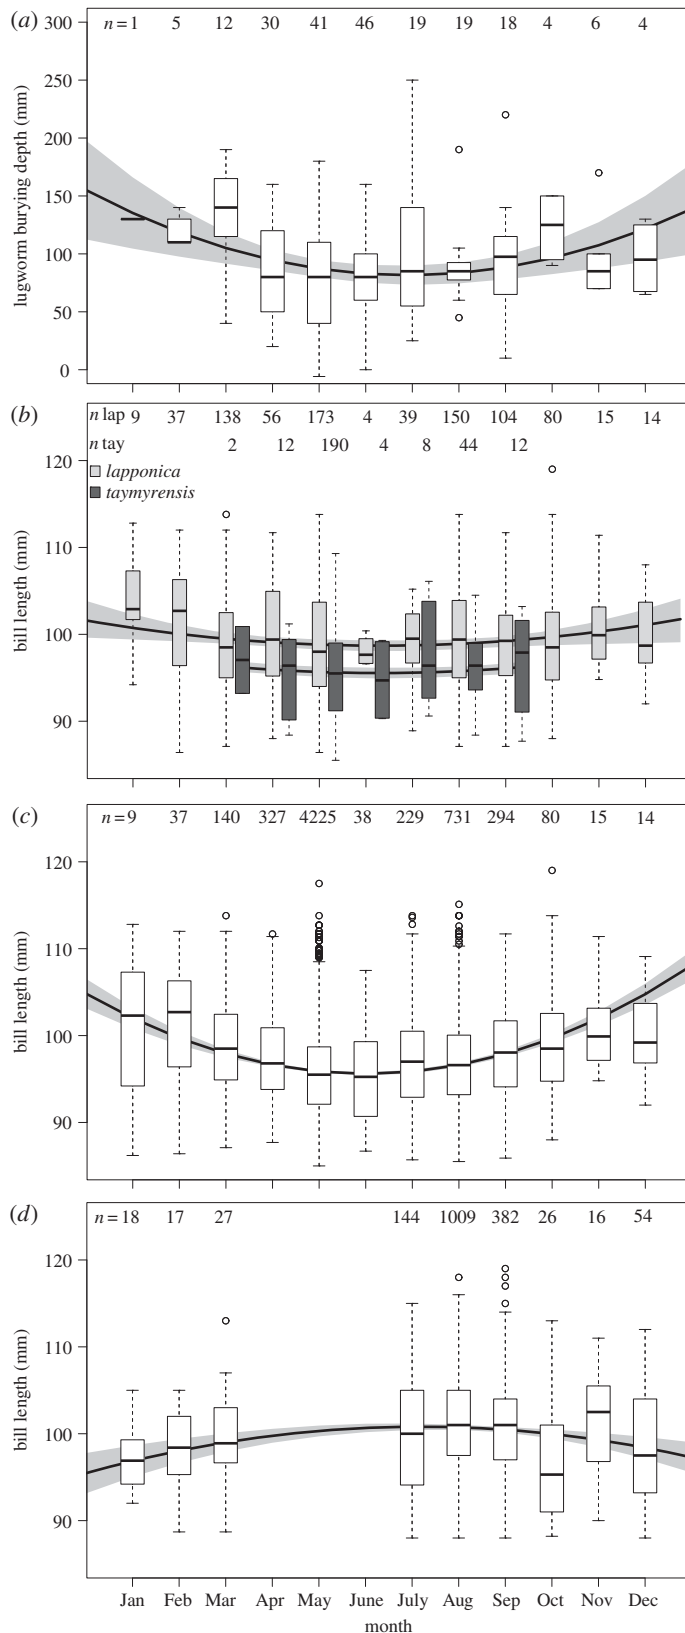 (a)
n = 1 5 12 30 41 46 19 19 18 4 6 4
300
250
200
150
100
50
0
lugworm burying depth (mm)
(b)
n lap 9 37 138 56 173 4 39 150 104 80 15 14
n tay 2 12 190 4 8 44 12
lapponica
taymyrensis
120
110
100
90
bill length (mm)
(c)
n = 9 37 140 327 4225 38 229 731 294 80 15 14
120
110
100
90
bill length (mm)
(d)
n = 18 17 27 144 1009 382 26 16 54
120
110
100
90
bill length (mm)
Jan Feb Mar Apr May June July Aug Sep Oct Nov Dec
month